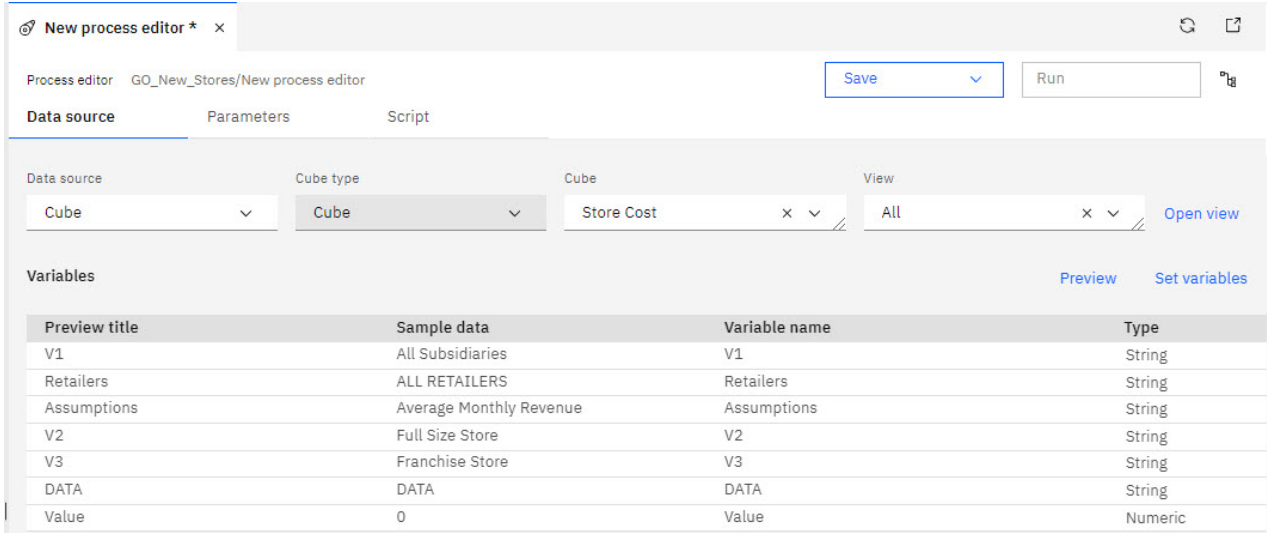 New process editor *
Process editor GO_New_Stores/New process editor Save Run
Data source Parameters Script
Data source Cube type Cube View
Cube Cube Store Cost All Open view
Variables Preview Set variables
Preview title Sample data Variable name Type
V1 All Subsidiaries V1 String
Retailers ALL RETAILERS Retailers String
Assumptions Average Monthly Revenue Assumptions String
V2 Full Size Store V2 String
V3 Franchise Store V3 String
DATA DATA DATA String
Value 0 Value Numeric